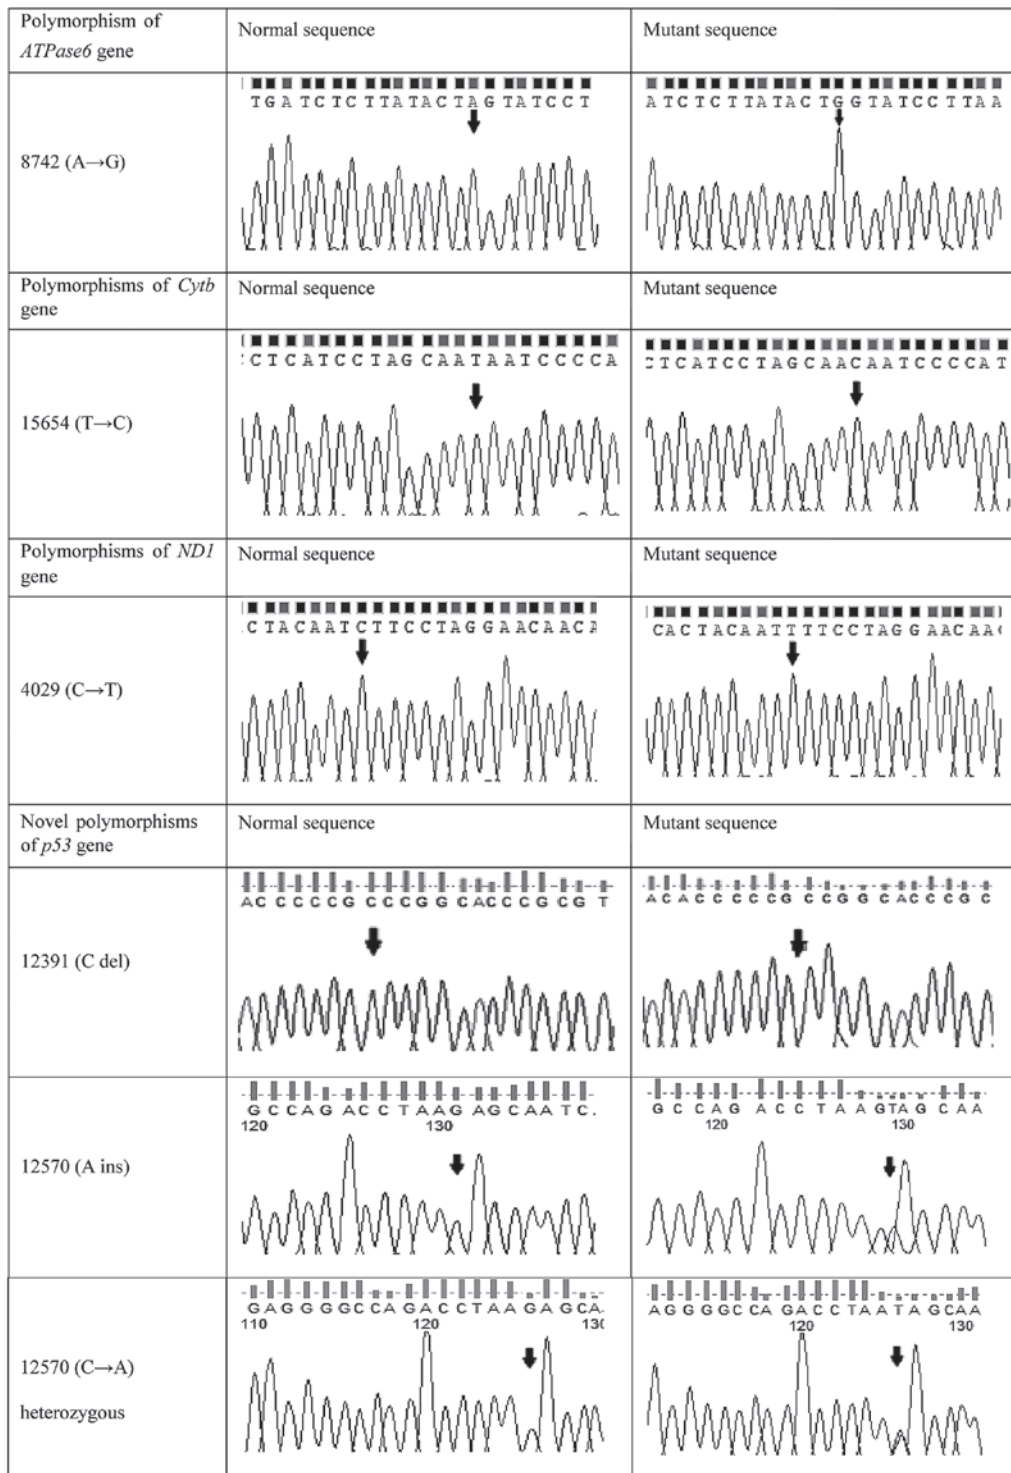 Polymorphism of
ATPase6 gene
Normal sequence
Mutant sequence
8742 (A→G)
TGATCTCTTATACTAGTATCCT
ATCTCTTATACTGGTATCCTTAA
Polymorphisms of Cytb
gene
Normal sequence
Mutant sequence
15654 (T→C)
CTCATCCTAGCAATAATCCCCA
CTCATCCTAGCAACAATCCCCAT
Polymorphisms of ND1
gene
Normal sequence
Mutant sequence
4029 (C→T)
CTACAATCTTCCTAGGAACAACA
CACTACAATTTTCCTAGGAACAA
Novel polymorphisms
of p53 gene
Normal sequence
Mutant sequence
12391 (C del)
ACCCCCGCCCGGCACCCGCGT
ACACCCCCGCCGGCACCCGC
12570 (A ins)
GCCAGACCTAAGAGCAATC.
120 130
GCCAGACCTAAGTAGCAA
120 130
12570 (C→A)
heterozygous
GAGGGGCCAGACCTAAGAGCA
110 120 130
AGGGGCCAGACCTAATAGCAA
120 130